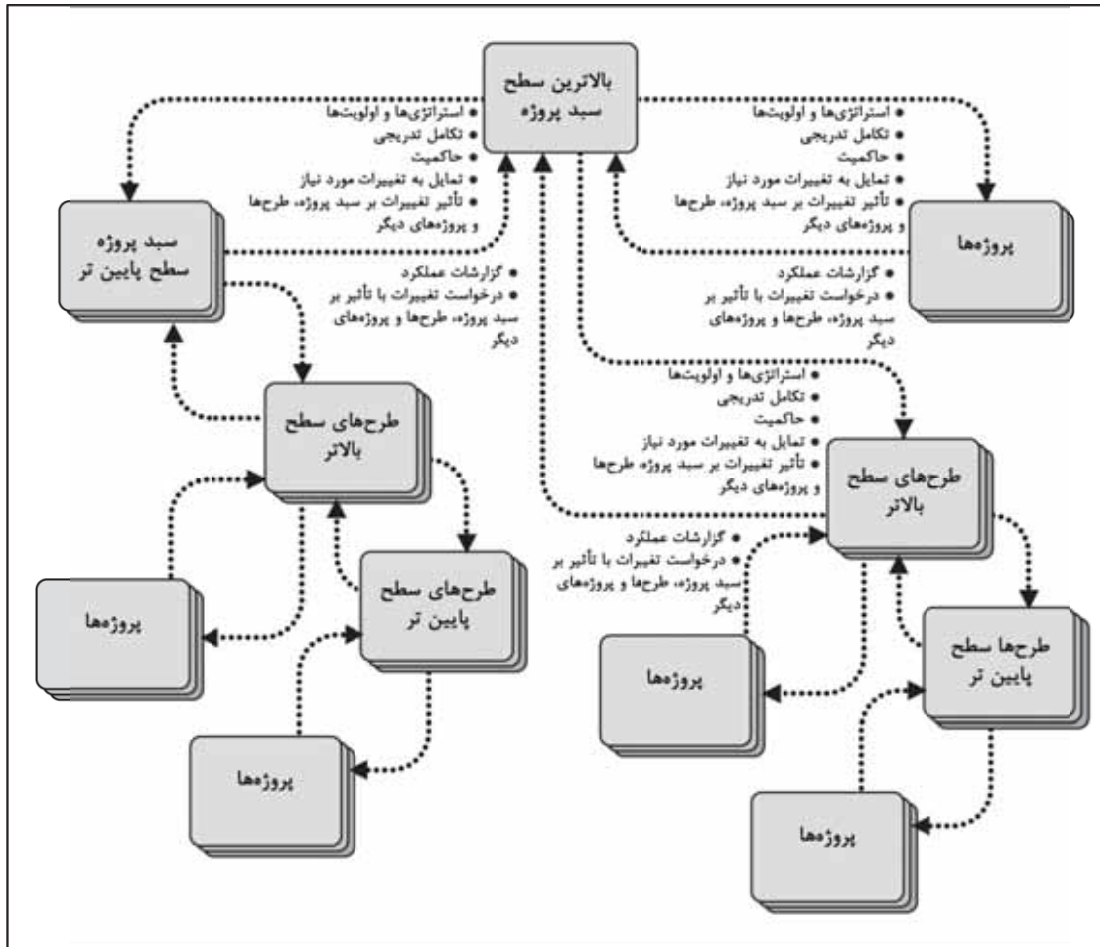 بالاترین سطح
سبد پروژه
• استراتژی‌ها و اولویت‌ها
• تکامل تدریجی
• حاکمیت
• تمایل به تغییرات مورد نیاز
• تأثیر تغییرات بر سبد پروژه، طرح‌ها
و پروژه‌های دیگر
• استراتژی‌ها و اولویت‌ها
• تکامل تدریجی
• حاکمیت
• تمایل به تغییرات مورد نیاز
• تأثیر تغییرات بر سبد پروژه، طرح‌ها
و پروژه‌های دیگر
پروژه‌ها
سبد پروژه
سطح پایین تر
• گزارشات عملکرد
• درخواست تغییرات با تأثیر بر
سبد پروژه، طرح‌ها و پروژه‌های
دیگر
• گزارشات عملکرد
• درخواست تغییرات با تأثیر بر
سبد پروژه، طرح‌ها و پروژه‌های
دیگر
• استراتژی‌ها و اولویت‌ها
• تکامل تدریجی
• حاکمیت
• تمایل به تغییرات مورد نیاز
• تأثیر تغییرات بر سبد پروژه، طرح‌ها
و پروژه‌های دیگر
طرح‌های سطح
بالاتر
طرح‌های سطح
بالاتر
• گزارشات عملکرد
• درخواست تغییرات با تأثیر بر
سبد پروژه، طرح‌ها و پروژه‌های
دیگر
طرح‌های سطح
پایین تر
پروژه‌ها
طرح‌ها سطح
پایین تر
پروژه‌ها
پروژه‌ها
پروژه‌ها